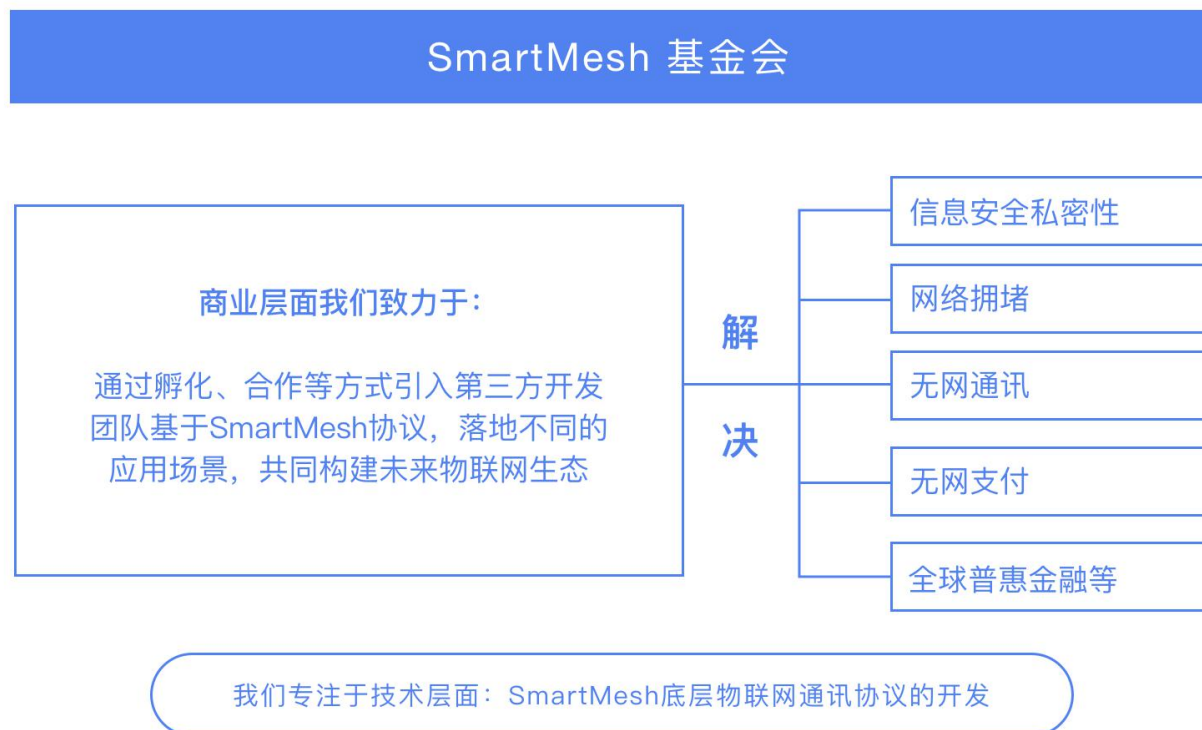 SmartMesh 基金会
商业层面我们致力于：
通过孵化、合作等方式引入第三方开发
团队基于SmartMesh协议，落地不同的
应用场景，共同构建未来物联网生态
解
决
信息安全私密性
网络拥堵
无网通讯
无网支付
全球普惠金融等
我们专注于技术层面：SmartMesh底层物联网通讯协议的开发